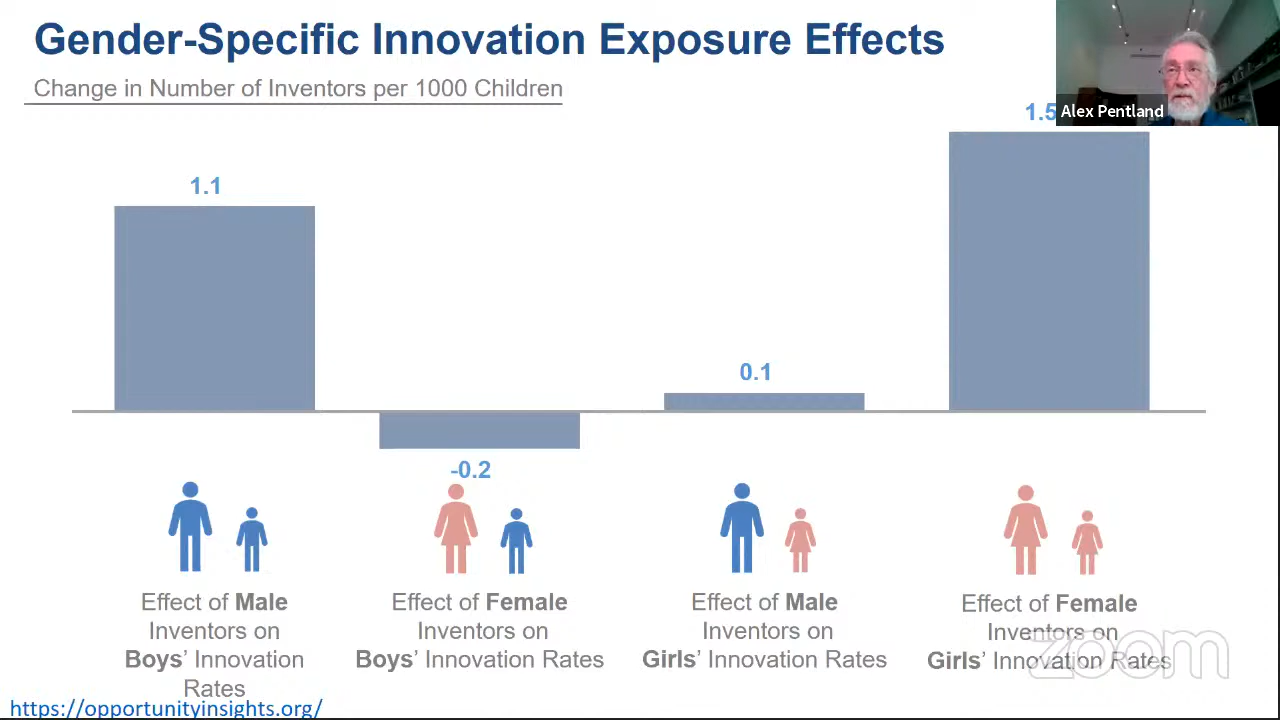 Gender-Specific Innovation Exposure Effects
Change in Number of Inventors per 1000 Children
Alex Pentland
1.5
1.1
0.1
-0.2
Effect of Male
Inventors on
Boys' Innovation
Rates
Effect of Female
Inventors on
Boys' Innovation Rates
Effect of Male
Inventors on
Girls' Innovation Rates
Effect of Female
Inventors on
Girls' Innovation Rates
zoom
https://opportunityinsights.org/